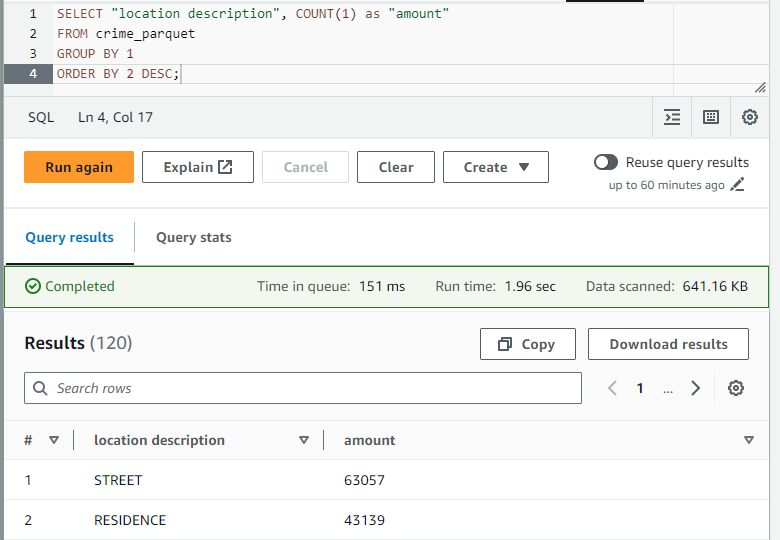 1 SELECT "location description", COUNT(1) as "amount"
2 FROM crime_parquet
3 GROUP BY 1
4 ORDER BY 2 DESC;
SQL Ln 4, Col 17
Run again Explain Cancel Clear Create Reuse query results
up to 60 minutes ago
Query results Query stats
Completed Time in queue: 151 ms Run time: 1.96 sec Data scanned: 641.16 KB
Results (120) Copy Download results
Search rows 1 ...
# location description amount
1 STREET 63057
2 RESIDENCE 43139